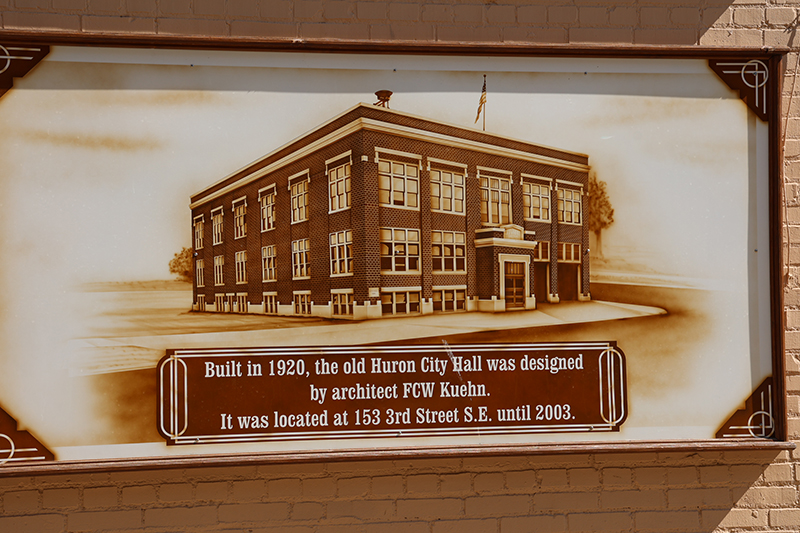 Built in 1920, the old Huron City Hall was designed
by architect FCW Kuehn.
It was located at 153 3rd Street S.E. until 2003.